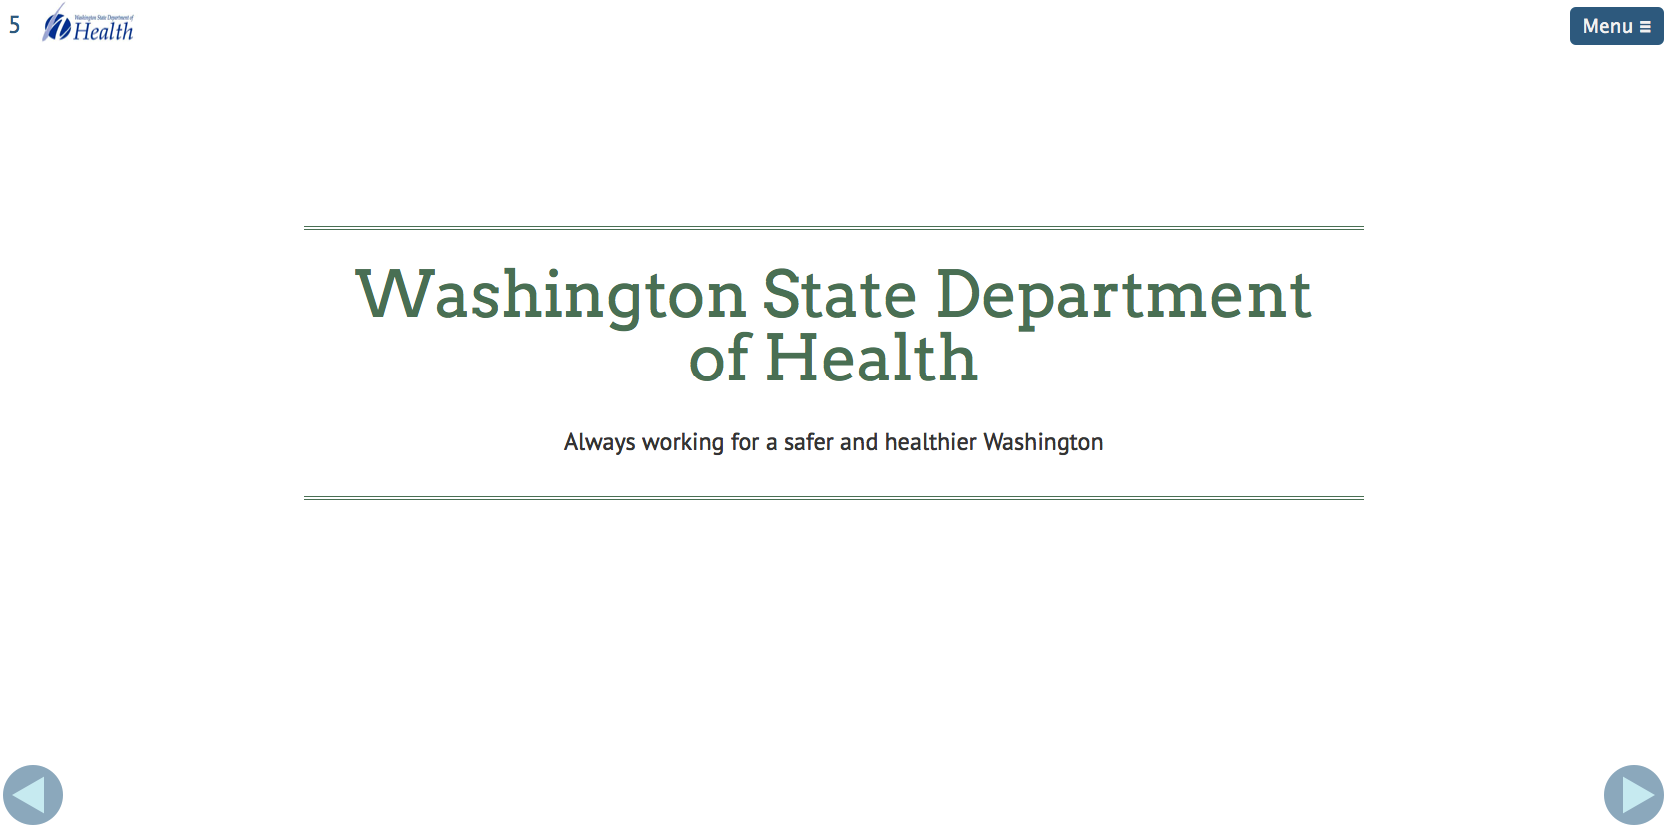 5
Washington State Department of
Health
Menu
Washington State Department
of Health
Always working for a safer and healthier Washington